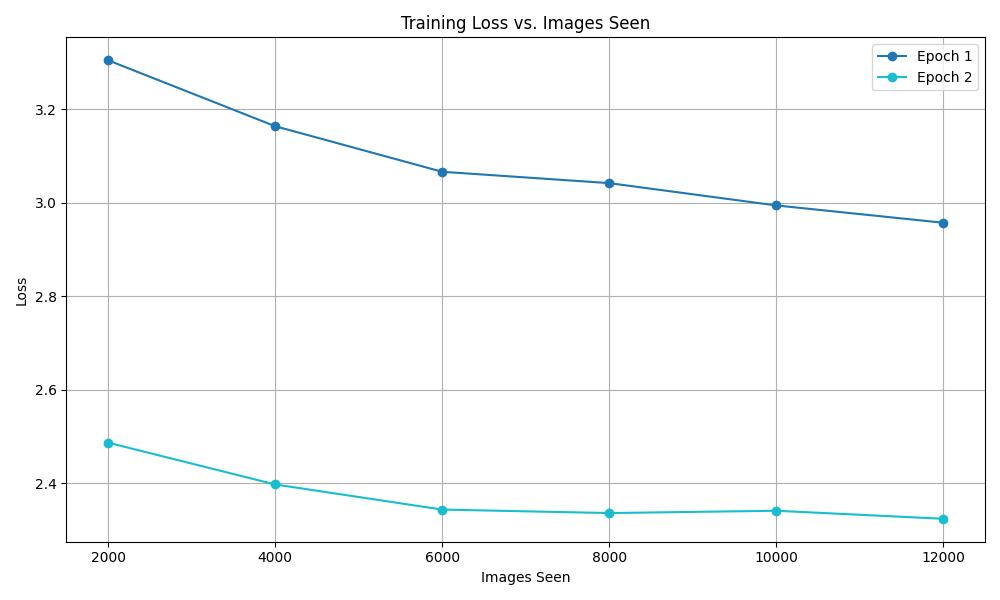 Training Loss vs. Images Seen
Epoch 1
Epoch 2
3.2
3.0
2.8
2.6
2.4
Loss
2000 4000 6000 8000 10000 12000
Images Seen